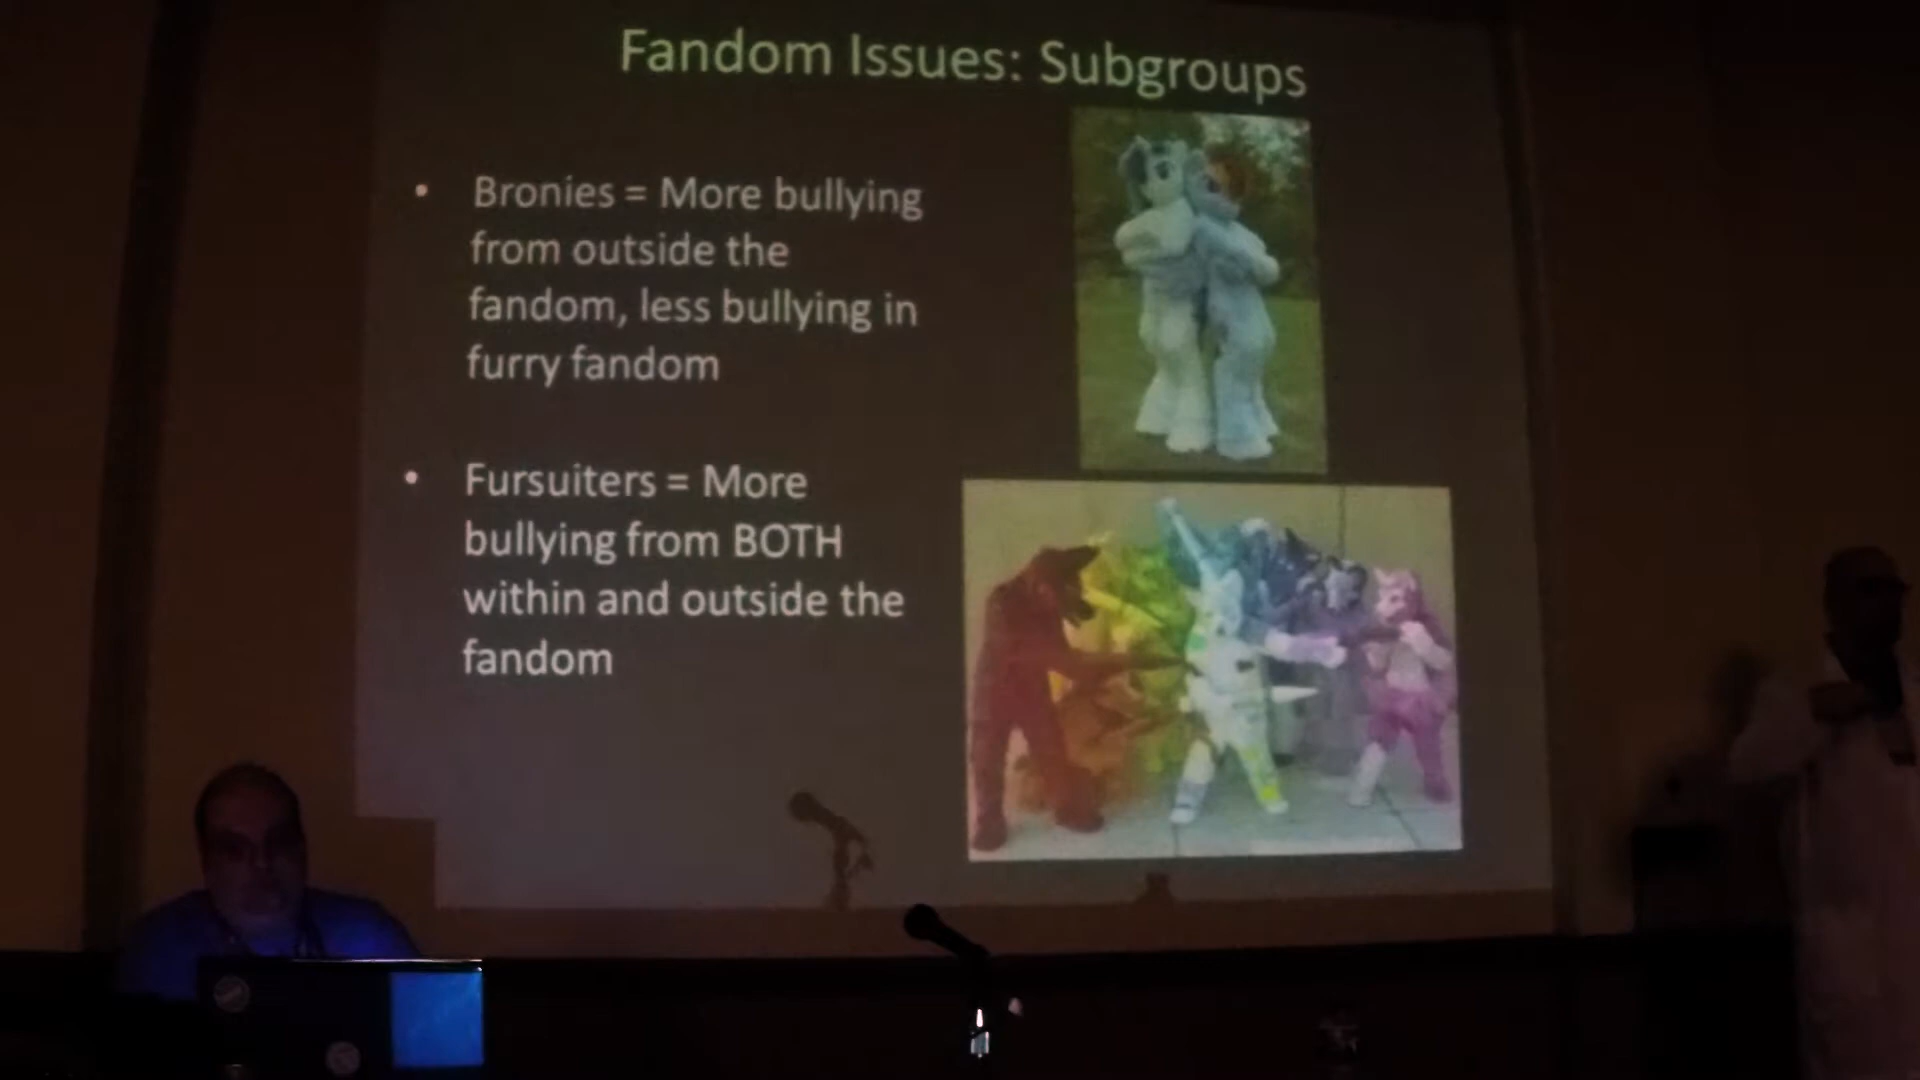 Fandom Issues: Subgroups
• Bronies = More bullying
from outside the
fandom, less bullying in
furry fandom
• Fursuiters = More
bullying from BOTH
within and outside the
fandom